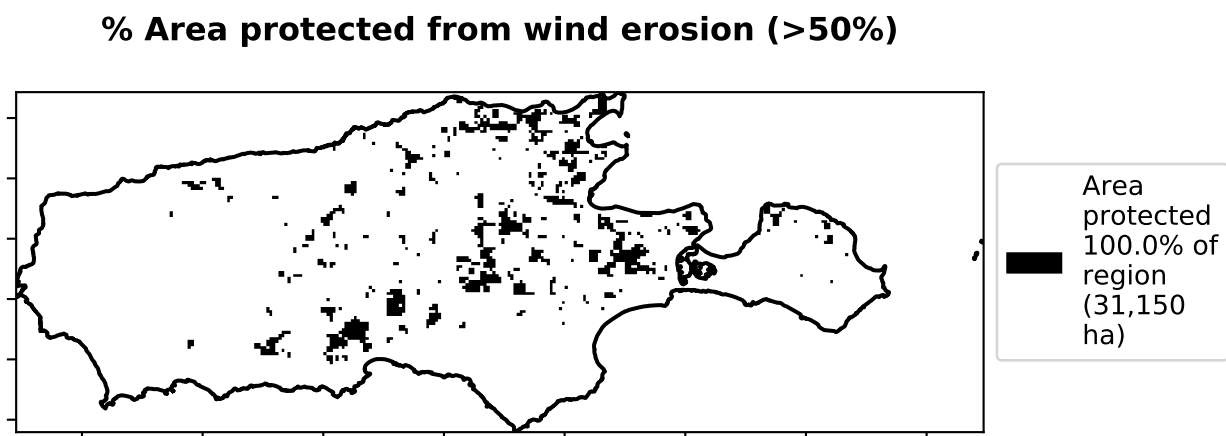 % Area protected from wind erosion (>50%)
Area
protected
100.0% of
region
(31,150
ha)